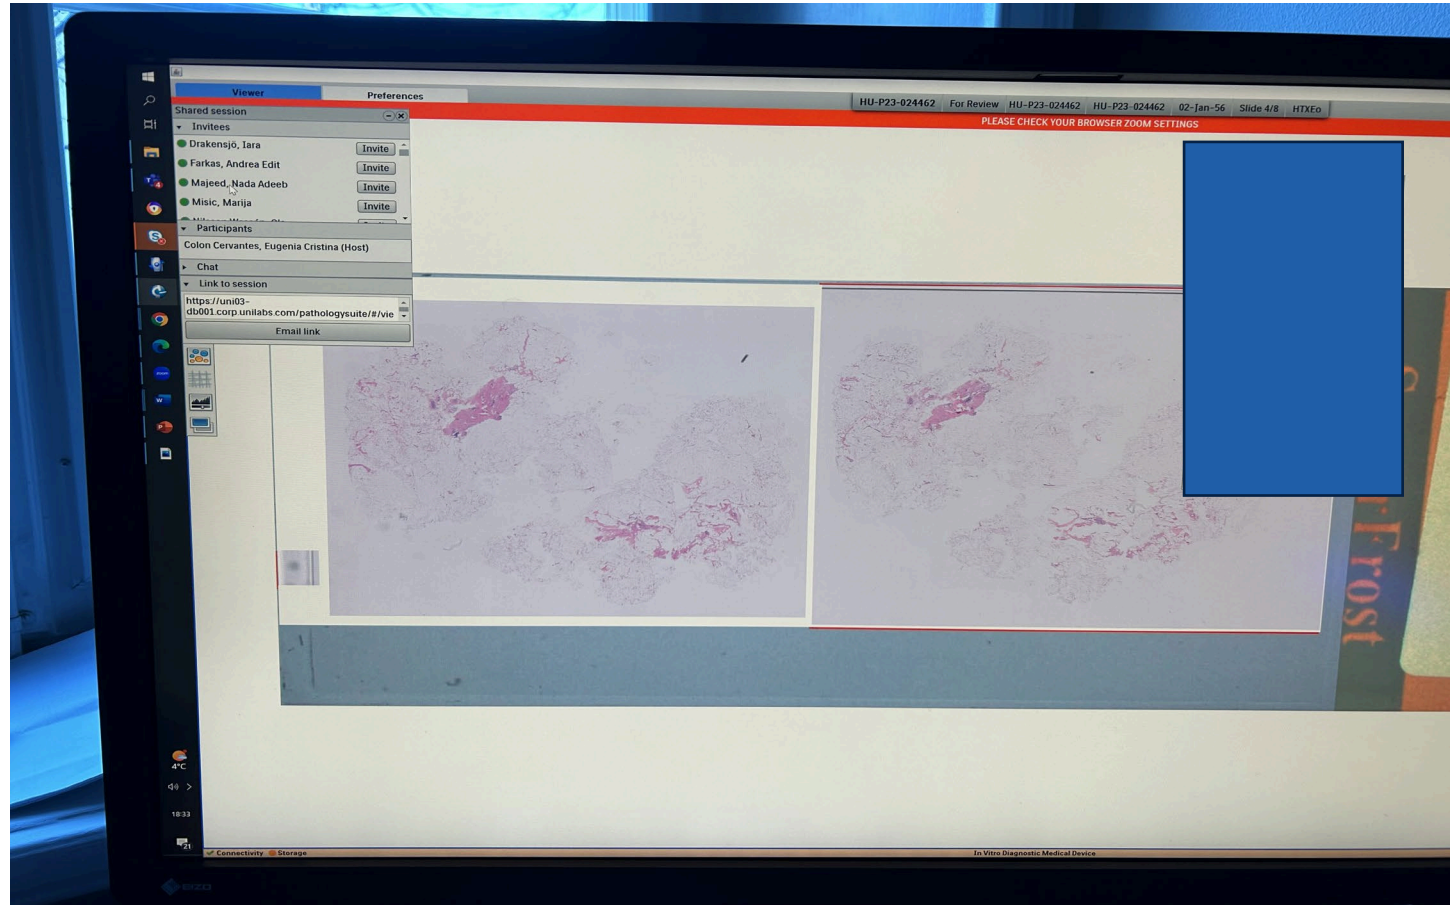 Viewer
Preferences
HU-P23-024462 For Review HU-P23-024462 HU-P23-024462 02-Jan-56 Slide 4/8 HTXEo
PLEASE CHECK YOUR BROWSER ZOOM SETTINGS
Shared session
Invitees
Drakensjö, Iara Invite
Farkas, Andrea Edit Invite
Majeed, Nada Adeeb Invite
Misic, Marija Invite
Participants
Colon Cervantes, Eugenia Cristina (Host)
Chat
Link to session
https://uni03-
db001.corp.unilabs.com/pathologysuite/#/vie
Email link
Frost
4°C
18:33
21
Connectivity Storage
In Vitro Diagnostic Medical Device
EIZO